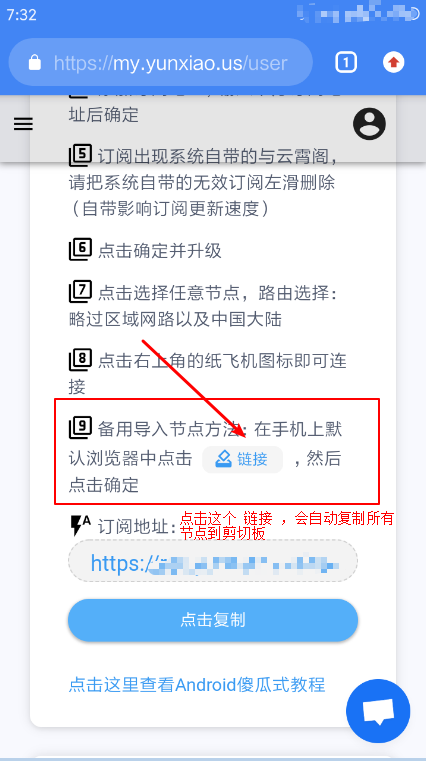 7:32
https://my.yunxiao.us/user
1
址后确定
5 订阅出现系统自带的与云霄阁，
请把系统自带的无效订阅左滑删除
（自带影响订阅更新速度）
6 点击确定并升级
7 点击选择任意节点，路由选择：
略过区域网路以及中国大陆
8 点击右上角的纸飞机图标即可连
接
9 备用导入节点方法：在手机上默
认浏览器中点击 链接 ，然后
点击确定
A 订阅地址：
点击这个 链接 ，会自动复制所有
节点到剪切板
https:/
点击复制
点击这里查看Android傻瓜式教程